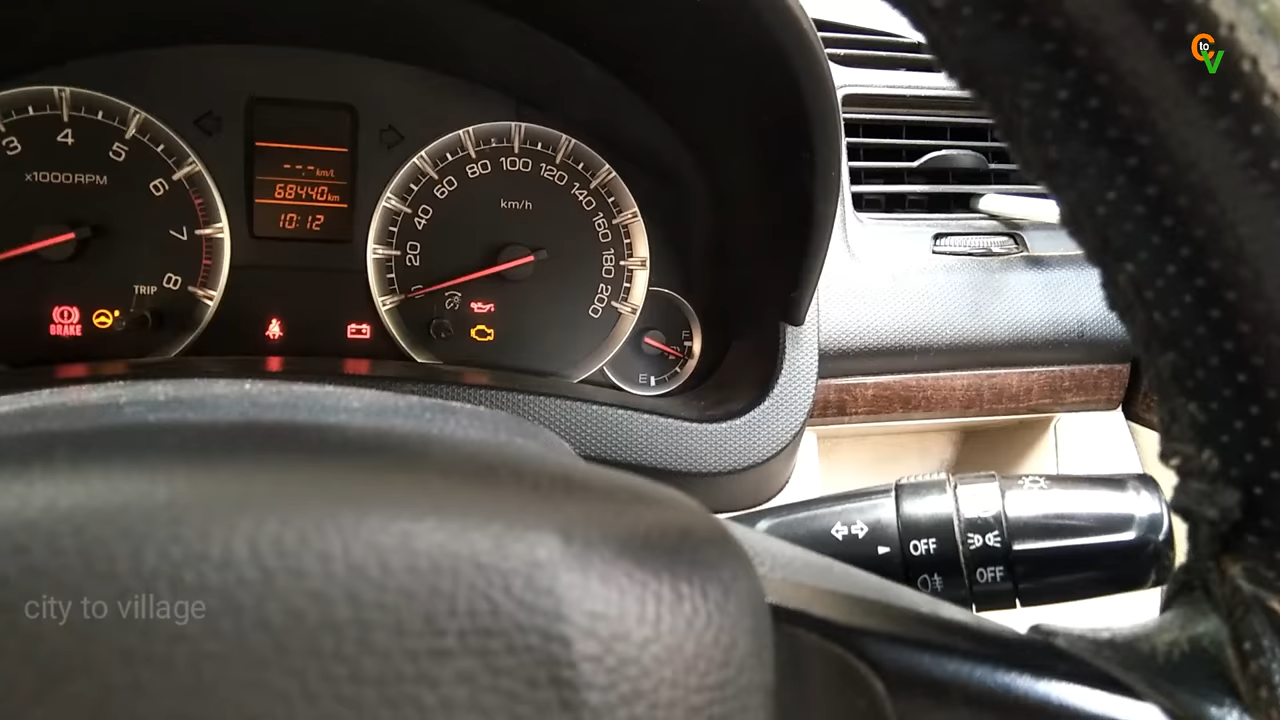 C to V
3 4 5 6 7 8
x1000RPM
TRIP
BRAKE
--.- km/L
68440km
10:12
20 40 60 80 100 120 140 160 180 200
km/h
F
E
OFF
OFF
city to village